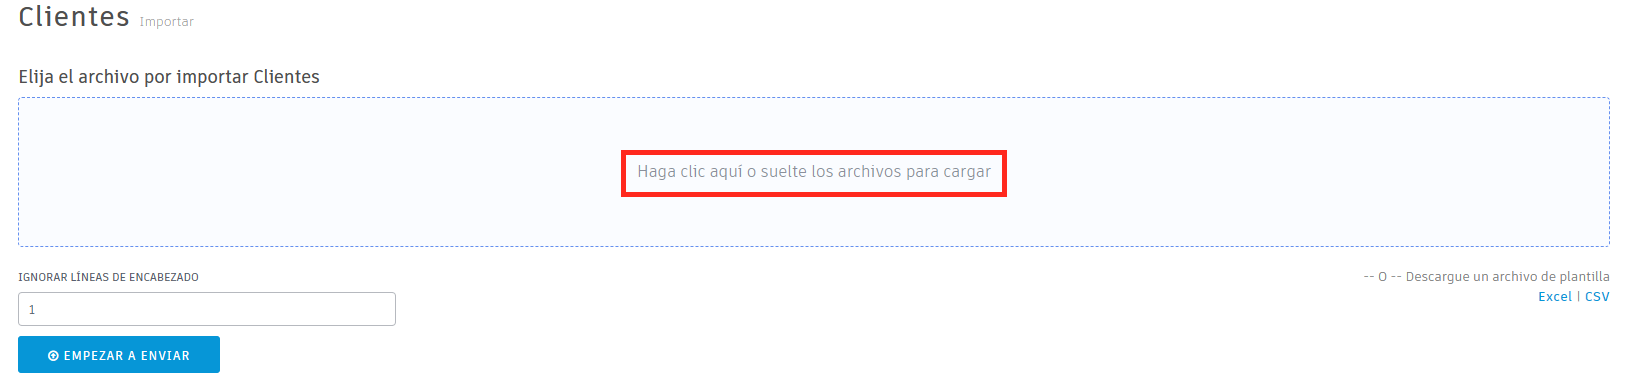 Clientes Importar
Elija el archivo por importar Clientes
Haga clic aquí o suelte los archivos para cargar
IGNORAR LÍNEAS DE ENCABEZADO
-- O -- Descargue un archivo de plantilla
1
Excel | CSV
EMPEZAR A ENVIAR